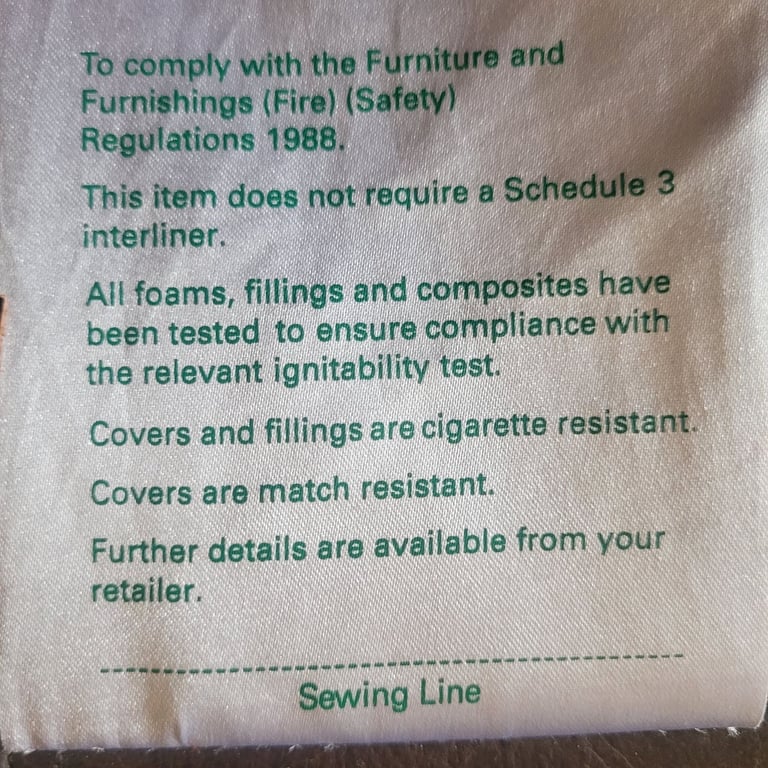 To comply with the Furniture and
Furnishings (Fire) (Safety)
Regulations 1988.
This item does not require a Schedule 3
interliner.
All foams, fillings and composites have
been tested to ensure compliance with
the relevant ignitability test.
Covers and fillings are cigarette resistant.
Covers are match resistant.
Further details are available from your
retailer.
Sewing Line